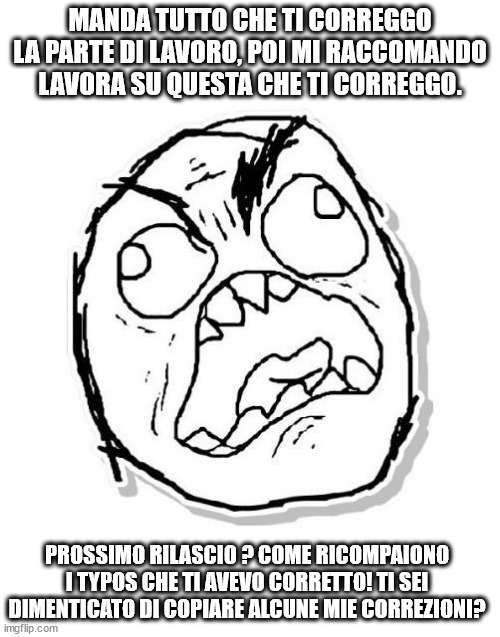 MANDA TUTTO CHE TI CORREGGO
LA PARTE DI LAVORO, POI MI RACCOMANDO
LAVORA SU QUESTA CHE TI CORREGGO.
PROSSIMO RILASCIO ? COME RICOMPAIONO
I TYPOS CHE TI AVEVO CORRETTO! TI SEI
DIMENTICATO DI COPIARE ALCUNE MIE CORREZIONI?
imgflip.com